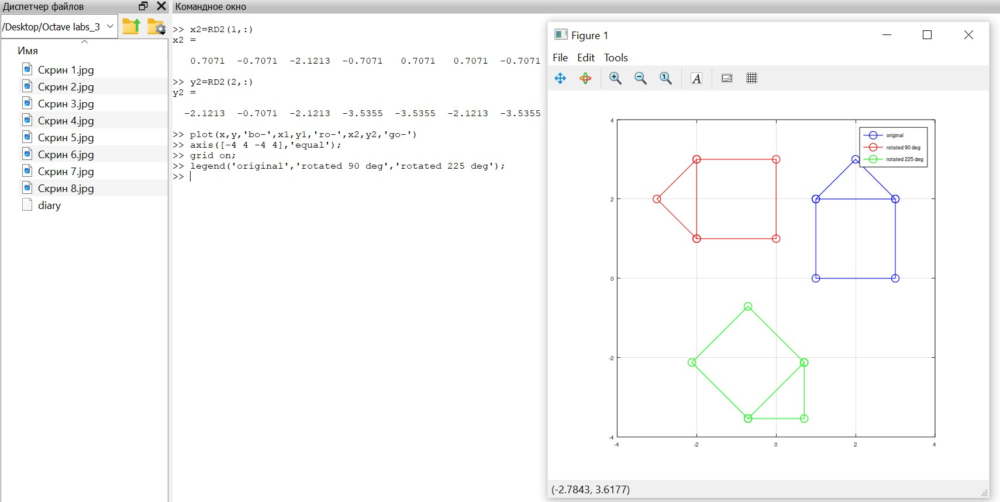 Диспетчер файлов
/Desktop/Octave labs_3
Имя
Скрин 1.jpg
Скрин 2.jpg
Скрин 3.jpg
Скрин 4.jpg
Скрин 5.jpg
Скрин 6.jpg
Скрин 7.jpg
Скрин 8.jpg
diary
Командное окно
>> x2=RD2(1,:)
x2 =
0.7071 -0.7071 -2.1213 -0.7071 0.7071 0.7071 -0.7071
>> y2=RD2(2,:)
y2 =
-2.1213 -0.7071 -2.1213 -3.5355 -3.5355 -2.1213 -3.5355
>> plot(x,y,'bo-',x1,y1,'ro-',x2,y2,'go-')
>> axis([-4 4 -4 4],'equal');
>> grid on;
>> legend('original','rotated 90 deg','rotated 225 deg');
>>
Figure 1
File Edit Tools
A
4
2
0
-2
-4
-4 -2 0 2 4
original
rotated 90 deg
rotated 225 deg
(-2.7843, 3.6177)